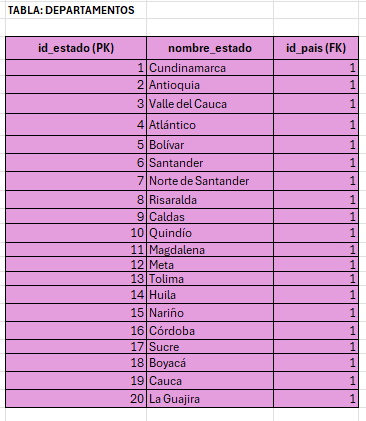 TABLA: DEPARTAMENTOS
id_estado (PK) nombre_estado id_pais (FK)
1 Cundinamarca 1
2 Antioquia 1
3 Valle del Cauca 1
4 Atlántico 1
5 Bolívar 1
6 Santander 1
7 Norte de Santander 1
8 Risaralda 1
9 Caldas 1
10 Quindío 1
11 Magdalena 1
12 Meta 1
13 Tolima 1
14 Huila 1
15 Nariño 1
16 Córdoba 1
17 Sucre 1
18 Boyacá 1
19 Cauca 1
20 La Guajira 1